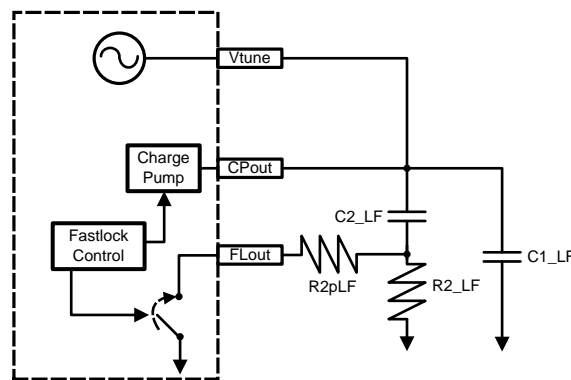 Vtune
Charge
Pump
CPout
C2_LF
Fastlock
Control
FLout
R2pLF
R2_LF
C1_LF